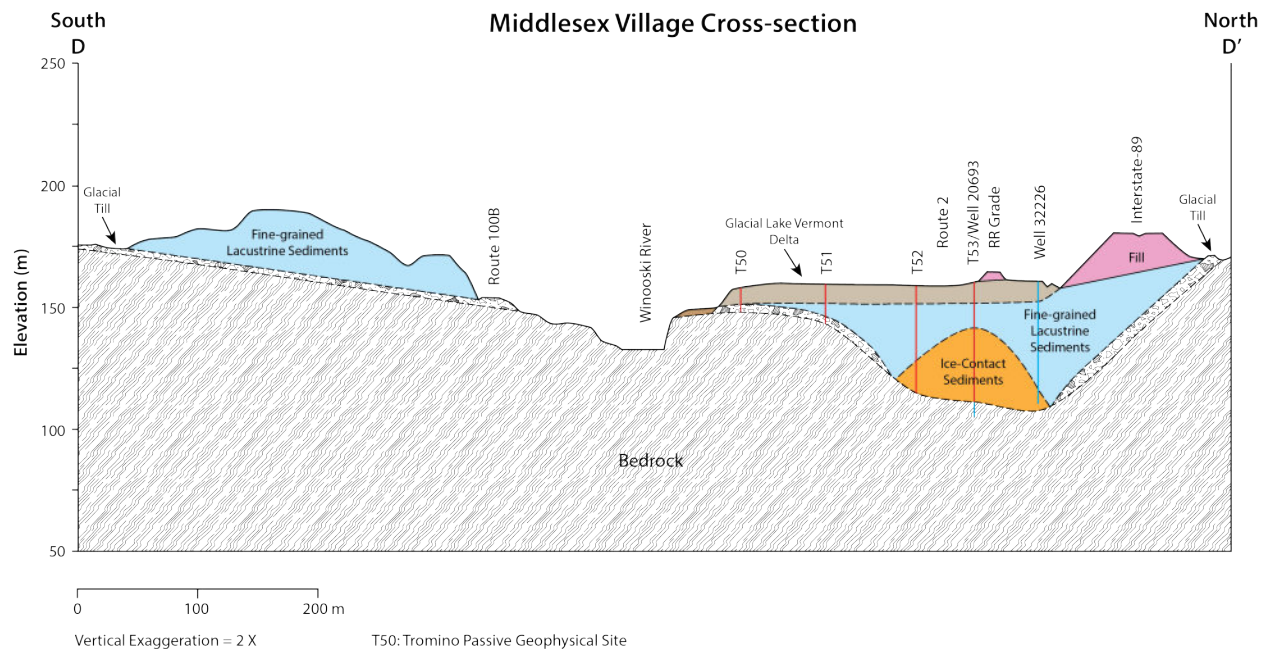 Middlesex Village Cross-section
South
D
North
D’
250
200
150
100
50
Elevation (m)
Glacial
Till
Fine-grained
Lacustrine Sediments
Route 100B
Winooski River
T50
Glacial Lake Vermont
Delta
T51
T52
Route 2
T53/Well 20693
RR Grade
Well 32226
Interstate-89
Glacial
Till
Fill
Fine-grained
Lacustrine
Sediments
Ice-Contact
Sediments
Bedrock
0
100
200 m
Vertical Exaggeration = 2 X
T50: Tromino Passive Geophysical Site